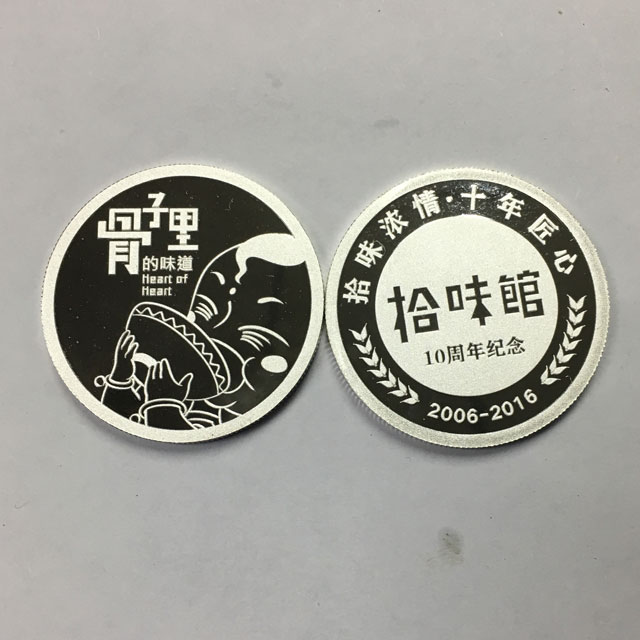 骨子里
的味道
Heart of
Heart
拾味浓情·十年匠心
拾味館
10周年纪念
2006-2016